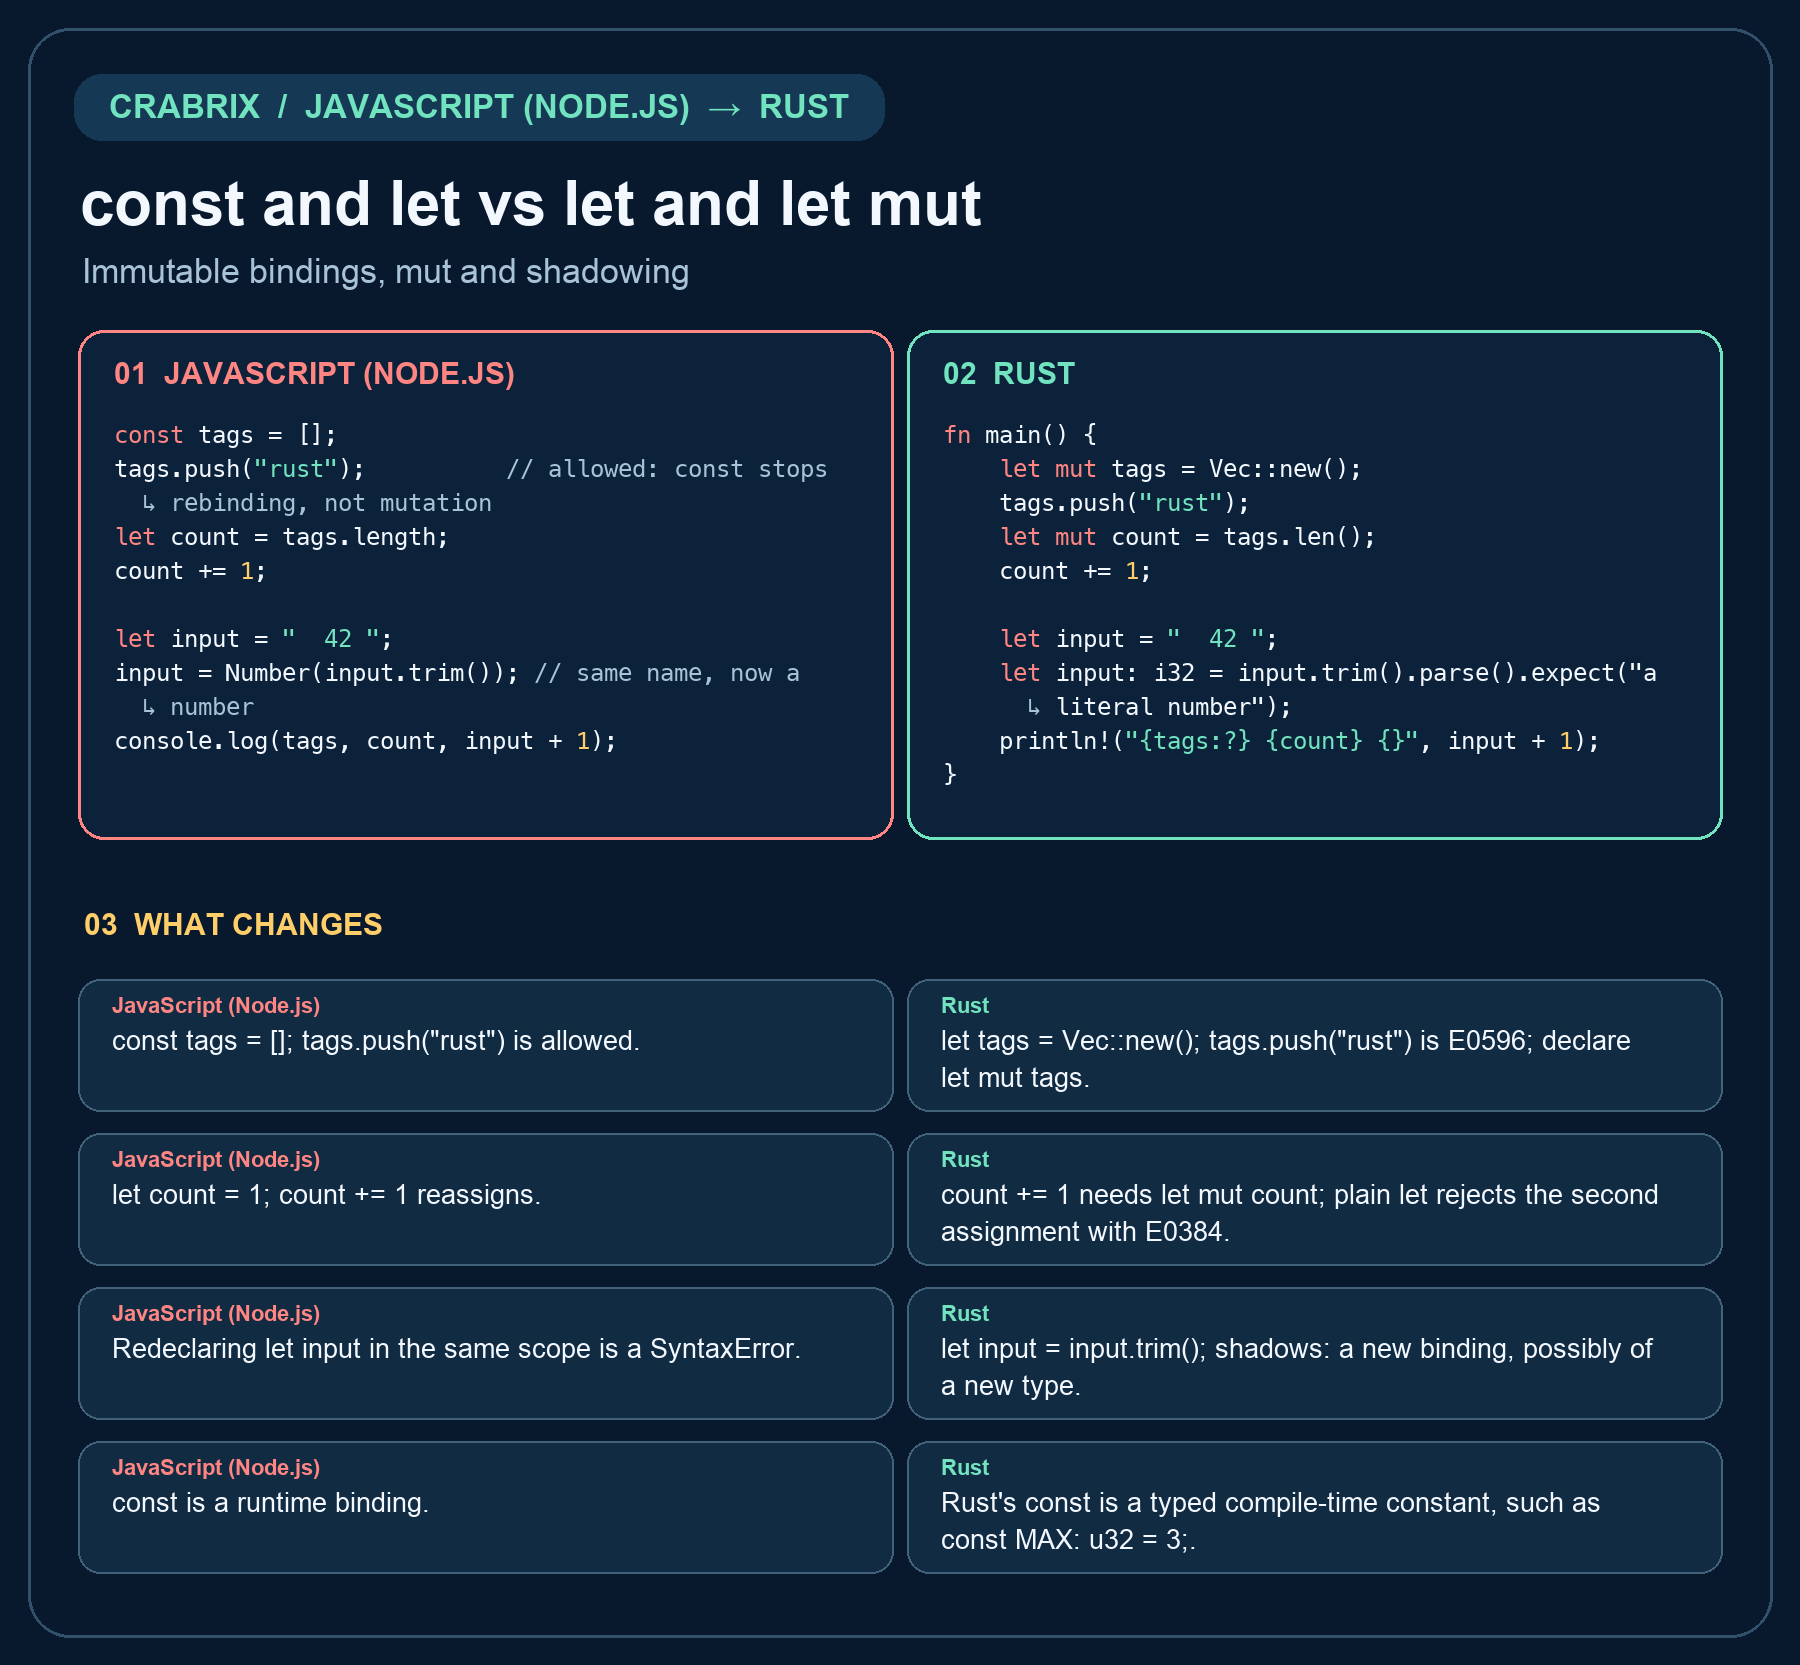 CRABRIX / JAVASCRIPT (NODE.JS) → RUST
const and let vs let and let mut
Immutable bindings, mut and shadowing
01 JAVASCRIPT (NODE.JS)
const tags = [];
tags.push("rust");          // allowed: const stops
  ↳ rebinding, not mutation
let count = tags.length;
count += 1;

let input = "  42 ";
input = Number(input.trim()); // same name, now a
  ↳ number
console.log(tags, count, input + 1);
02 RUST
fn main() {
    let mut tags = Vec::new();
    tags.push("rust");
    let mut count = tags.len();
    count += 1;

    let input = "  42 ";
    let input: i32 = input.trim().parse().expect("a
      ↳ literal number");
    println!("{tags:?} {count} {}", input + 1);
}
03 WHAT CHANGES
JavaScript (Node.js)
const tags = []; tags.push("rust") is allowed.
Rust
let tags = Vec::new(); tags.push("rust") is E0596; declare
let mut tags.
JavaScript (Node.js)
let count = 1; count += 1 reassigns.
Rust
count += 1 needs let mut count; plain let rejects the second
assignment with E0384.
JavaScript (Node.js)
Redeclaring let input in the same scope is a SyntaxError.
Rust
let input = input.trim(); shadows: a new binding, possibly of
a new type.
JavaScript (Node.js)
const is a runtime binding.
Rust
Rust's const is a typed compile-time constant, such as
const MAX: u32 = 3;.